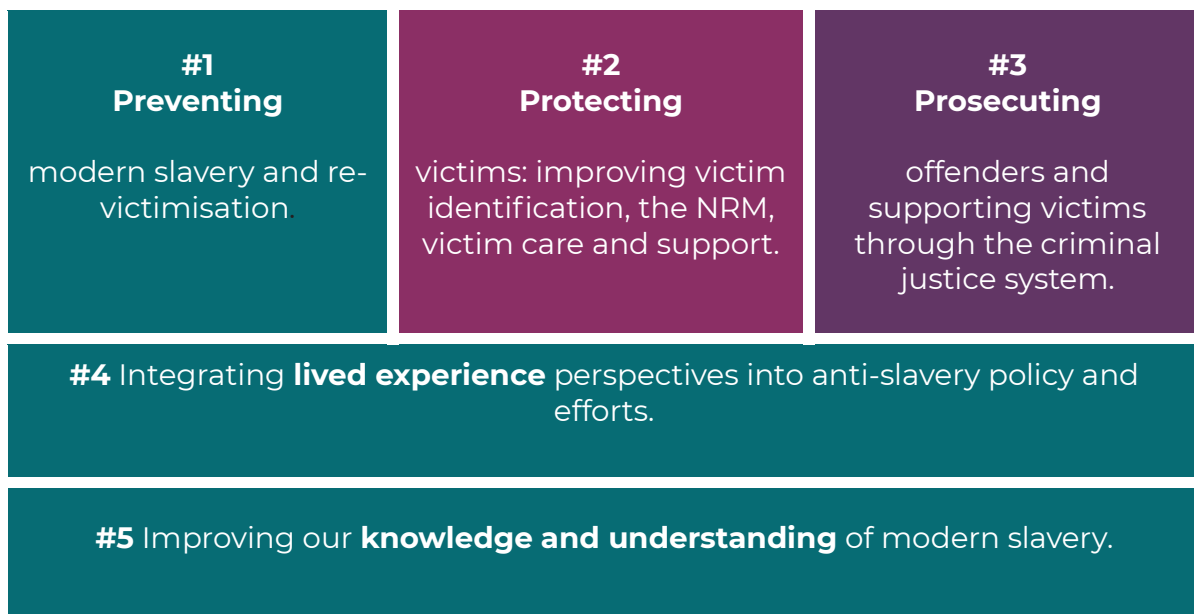 #1
Preventing
modern slavery and re-
victimisation.
#2
Protecting
victims: improving victim
identification, the NRM,
victim care and support.
#3
Prosecuting
offenders and
supporting victims
through the criminal
justice system.
#4 Integrating lived experience perspectives into anti-slavery policy and
efforts.
#5 Improving our knowledge and understanding of modern slavery.